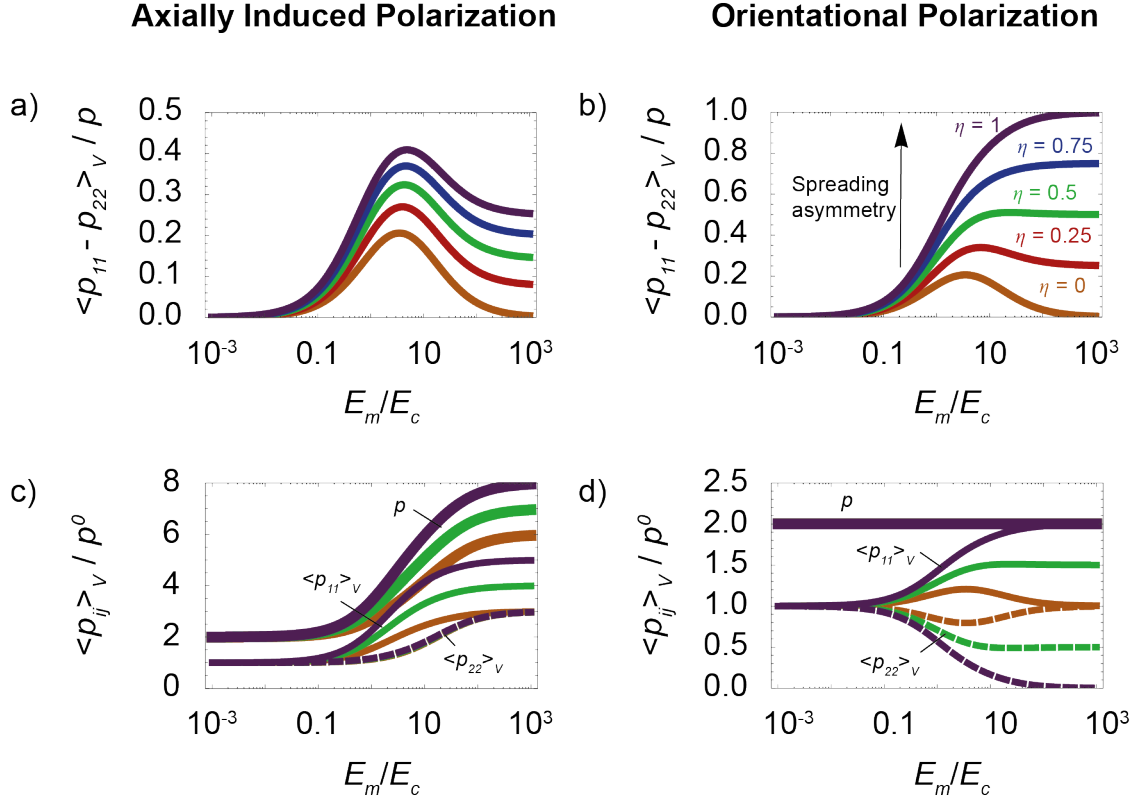 Axially Induced Polarization
Orientational Polarization
a)
<p11 - p22>V / p
0.5
0.4
0.3
0.2
0.1
0.0
10-3
0.1
10
103
Em/Ec
b)
<p11 - p22>V / p
1.0
0.8
0.6
0.4
0.2
0.0
η = 1
η = 0.75
η = 0.5
η = 0.25
η = 0
Spreading
asymmetry
10-3
0.1
10
103
Em/Ec
c)
<pij>V / p0
8
6
4
2
0
p
<p11>V
<p22>V
10-3
0.1
10
103
Em/Ec
d)
<pij>V / p0
2.5
2.0
1.5
1.0
0.5
0.0
p
<p11>V
<p22>V
10-3
0.1
10
103
Em/Ec